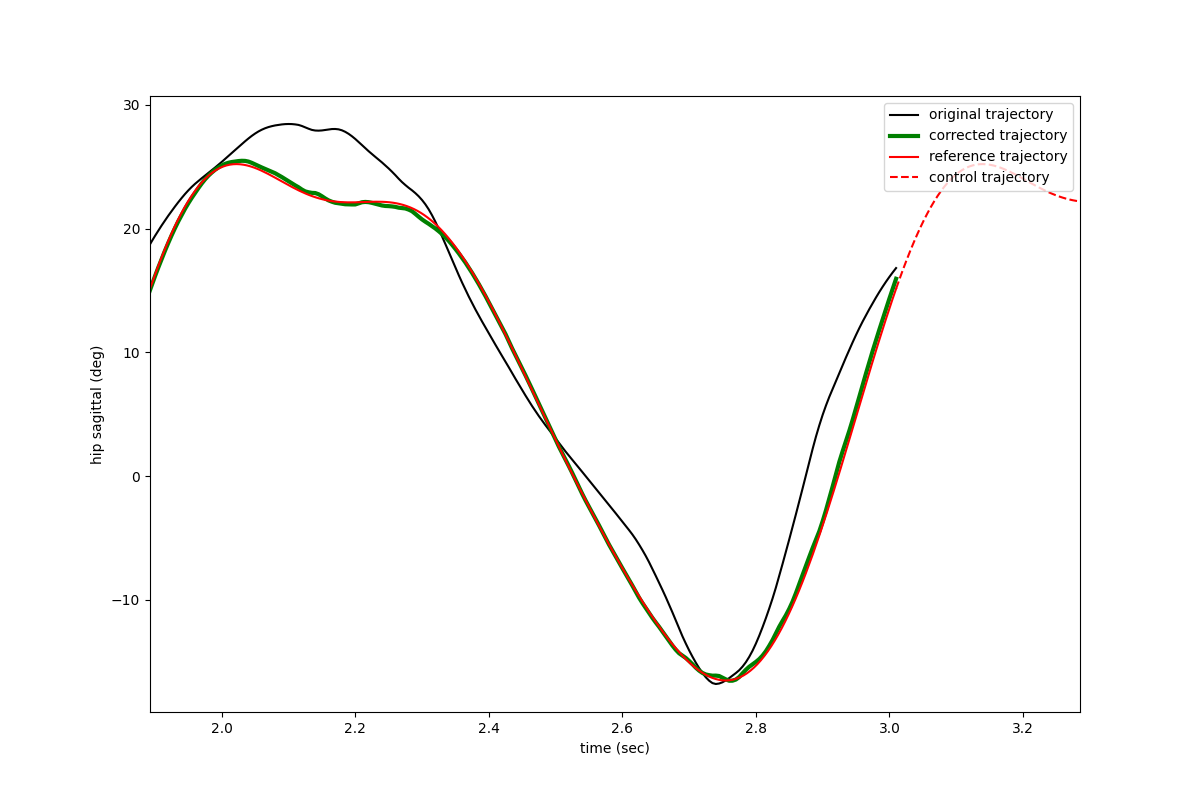 30
20
10
0
−10
hip sagittal (deg)
original trajectory
corrected trajectory
reference trajectory
control trajectory
2.0 2.2 2.4 2.6 2.8 3.0 3.2
time (sec)